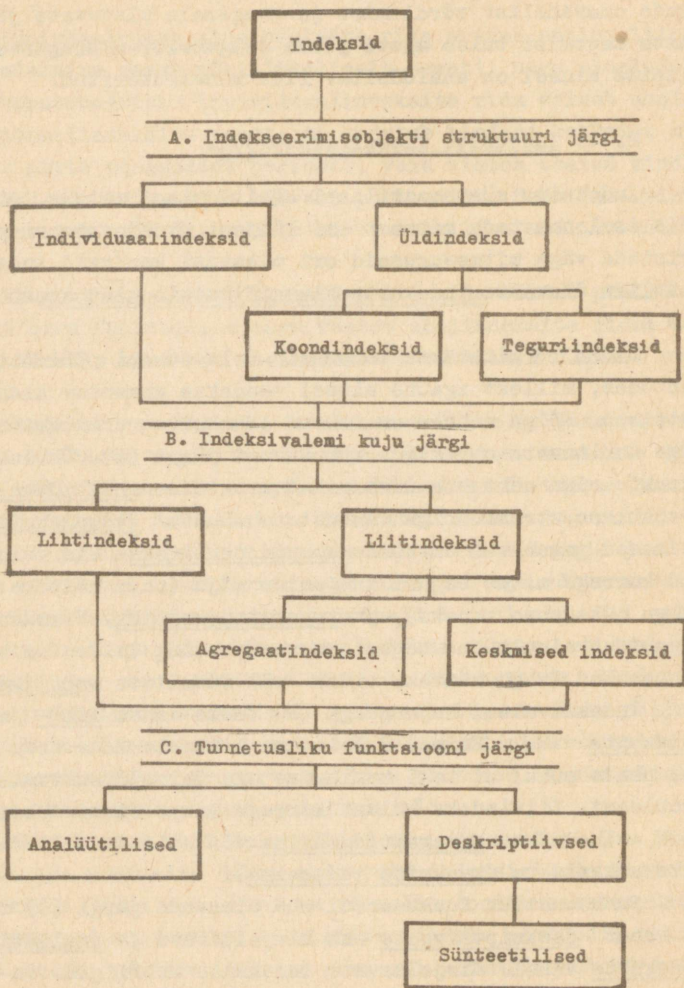 Indeksid
A. Indekseerimisobjekti struktuuri järgi
Individuaalindeksid
Üldindeksid
Koondindeksid
Teguriindeksid
B. Indeksivalemi kuju järgi
Lihtindeksid
Liitindeksid
Agregaatindeksid
Keskmised indeksid
C. Tunnetusliku funktsiooni järgi
Analüütilised
Deskriptiivsed
Sünteetilised